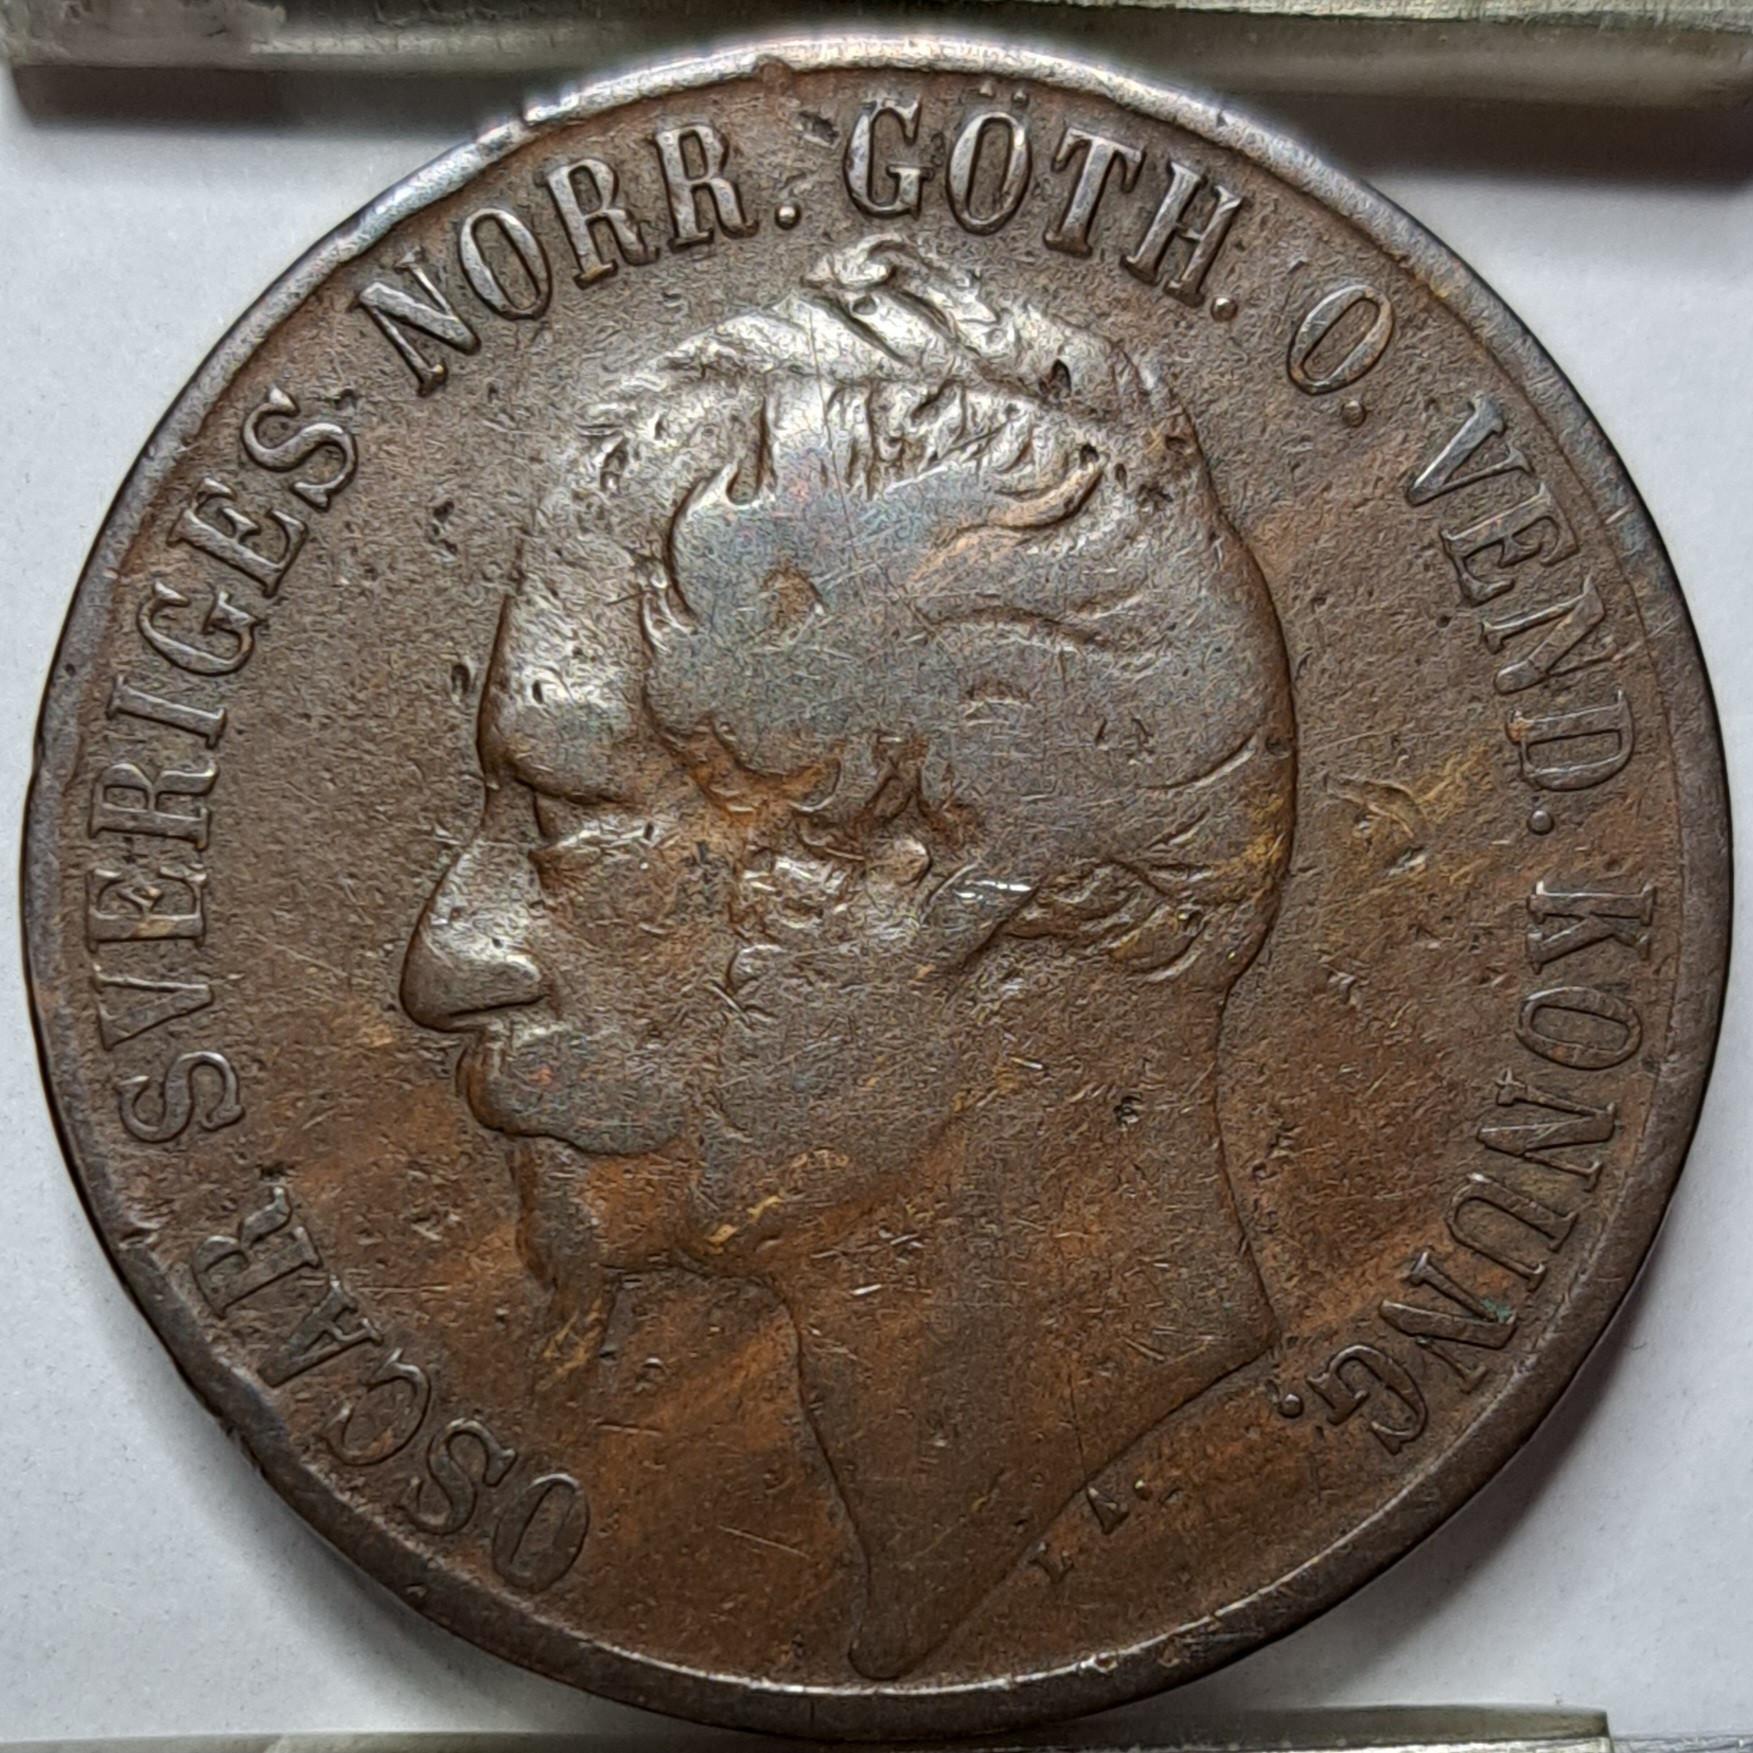 OSCAR SVERIGES NORR. GÖTH. O. VEND. KONUNG.
L. A.